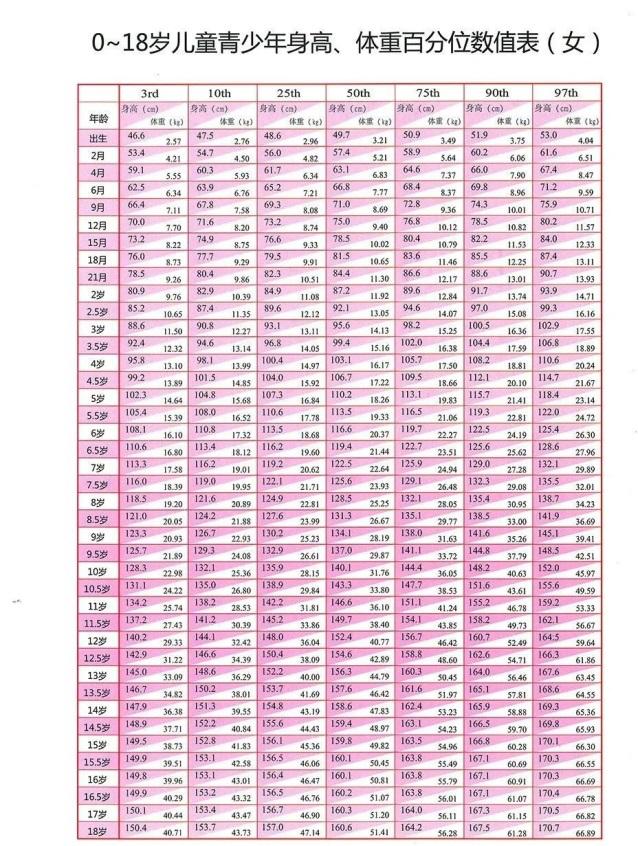 0~18岁儿童青少年身高、体重百分位数值表（女）
3rd 10th 25th 50th 75th 90th 97th
年龄 身高（cm） 体重（kg） 身高（cm） 体重（kg） 身高（cm） 体重（kg） 身高（cm） 体重（kg） 身高（cm） 体重（kg） 身高（cm） 体重（kg） 身高（cm） 体重（kg）
出生 46.6 2.57 47.5 2.76 48.6 2.96 49.7 3.21 50.9 3.49 51.9 3.75 53.0 4.04
2月 53.4 4.21 54.7 4.50 56.0 4.82 57.4 5.21 58.9 5.64 60.2 6.06 61.6 6.51
4月 59.1 5.55 60.3 5.93 61.7 6.34 63.1 6.83 64.6 7.37 66.0 7.90 67.4 8.47
6月 62.5 6.34 63.9 6.76 65.2 7.21 66.8 7.77 68.4 8.37 69.8 8.96 71.2 9.59
9月 66.4 7.11 67.8 7.58 69.3 8.08 71.0 8.69 72.8 9.36 74.3 10.01 75.9 10.71
12月 70.0 7.70 71.6 8.20 73.2 8.74 75.0 9.40 76.8 10.12 78.5 10.82 80.2 11.57
15月 73.2 8.22 74.9 8.75 76.6 9.33 78.5 10.02 80.4 10.79 82.2 11.53 84.0 12.33
18月 76.0 8.73 77.7 9.29 79.5 9.91 81.5 10.65 83.6 11.46 85.5 12.25 87.4 13.11
21月 78.5 9.26 80.4 9.86 82.3 10.51 84.4 11.30 86.6 12.17 88.6 13.01 90.7 13.93
2岁 80.9 9.76 82.9 10.39 84.9 11.08 87.2 11.92 89.6 12.84 91.7 13.74 93.9 14.71
2.5岁 85.2 10.65 87.4 11.35 89.6 12.12 92.1 13.05 94.6 14.07 97.0 15.08 99.3 16.16
3岁 88.6 11.50 90.8 12.27 93.1 13.11 95.6 14.13 98.2 15.25 100.5 16.36 102.9 17.55
3.5岁 92.4 12.32 94.6 13.14 96.8 14.05 99.4 15.16 102.0 16.38 104.4 17.59 106.8 18.89
4岁 95.8 13.10 98.1 13.99 100.4 14.97 103.1 16.17 105.7 17.50 108.2 18.81 110.6 20.24
4.5岁 99.2 13.89 101.5 14.85 104.0 15.92 106.7 17.22 109.5 18.66 112.1 20.10 114.7 21.67
5岁 102.3 14.64 104.8 15.68 107.3 16.84 110.2 18.26 113.1 19.83 115.7 21.41 118.4 23.14
5.5岁 105.4 15.39 108.0 16.52 110.6 17.78 113.5 19.33 116.5 21.06 119.3 22.81 122.0 24.72
6岁 108.1 16.10 110.8 17.32 113.5 18.68 116.6 20.37 119.7 22.27 122.5 24.19 125.4 26.30
6.5岁 110.6 16.80 113.4 18.12 116.2 19.60 119.4 21.44 122.7 23.51 125.6 25.62 128.6 27.96
7岁 113.3 17.58 116.2 19.01 119.2 20.62 122.5 22.64 125.9 24.94 129.0 27.28 132.1 29.89
7.5岁 116.0 18.39 119.0 19.95 122.1 21.71 125.6 23.93 129.1 26.48 132.3 29.08 135.5 32.01
8岁 118.5 19.20 121.6 20.89 124.9 22.81 128.5 25.25 132.1 28.05 135.4 30.95 138.7 34.23
8.5岁 121.0 20.05 124.2 21.88 127.6 23.99 131.3 26.67 75.1 29.77 138.5 33.00 141.9 36.69
9岁 123.3 20.93 126.7 22.93 130.2 25.23 134.1 28.19 138.0 31.63 141.6 35.26 145.1 39.41
9.5岁 125.7 21.89 129.3 24.08 132.9 26.61 137.0 29.87 141.1 33.72 144.8 37.79 148.5 42.51
10岁 128.3 22.98 132.1 25.36 135.9 28.15 140.1 31.76 144.4 36.05 148.2 40.63 152.0 45.97
10.5岁 131.1 24.22 135.0 26.80 138.9 29.84 143.3 33.80 147.7 38.53 151.6 43.61 155.6 49.59
11岁 134.2 25.74 138.2 28.53 142.2 31.81 146.6 36.10 151.1 41.24 155.2 46.78 159.2 53.33
11.5岁 137.2 27.43 141.2 30.39 145.2 33.86 149.7 38.40 154.1 43.85 158.2 49.73 162.1 56.67
12岁 140.2 29.33 144.1 32.42 148.0 36.04 152.4 40.77 156.7 46.42 160.7 52.49 164.5 59.64
12.5岁 142.9 31.22 146.6 34.39 150.4 38.09 154.6 42.89 158.8 48.60 162.6 54.71 166.3 61.86
13岁 145.0 33.09 148.6 36.29 152.2 40.00 156.3 44.79 160.3 50.45 164.0 56.46 167.6 63.45
13.5岁 146.7 34.82 150.2 38.01 153.7 41.69 157.6 46.42 161.6 51.97 165.1 57.81 168.6 64.55
14岁 147.9 36.38 151.3 39.55 154.8 43.19 158.6 47.83 162.4 53.23 165.9 58.88 169.3 65.36
14.5岁 148.9 37.71 152.2 40.84 155.6 44.43 159.4 48.97 163.1 54.23 166.5 59.70 169.8 65.93
15岁 149.5 38.73 152.8 41.83 156.1 45.36 159.8 49.82 163.5 54.96 166.8 60.28 170.1 66.30
15.5岁 149.9 39.51 153.1 42.58 156.5 46.06 160.1 50.45 163.8 55.49 167.1 60.69 170.3 66.55
16岁 149.8 39.96 153.1 43.01 156.4 46.47 160.1 50.81 163.8 55.79 167.1 60.91 170.3 66.69
16.5岁 149.9 40.29 153.2 43.32 156.5 46.76 160.2 51.07 163.8 56.01 167.1 61.07 170.4 66.78
17岁 150.1 40.44 153.4 43.47 156.7 46.90 160.3 51.20 164.0 56.11 167.3 61.15 170.5 66.82
18岁 150.4 40.71 153.7 43.73 157.0 47.14 160.6 51.41 164.2 56.28 167.5 61.28 170.7 66.89